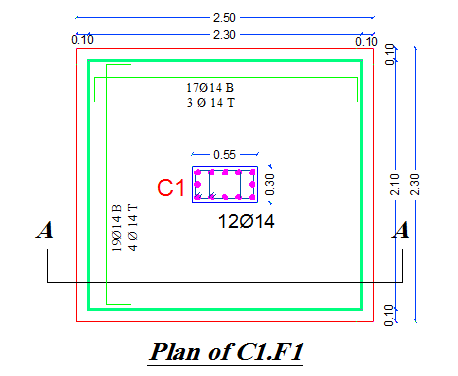 2.50
0.10 2.30 0.10
0.10
17Ø14 B
3 Ø 14 T
0.55
C1
0.30
12Ø14
19Ø14 B
4 Ø 14 T
2.10
2.30
A A
0.10
Plan of C1.F1